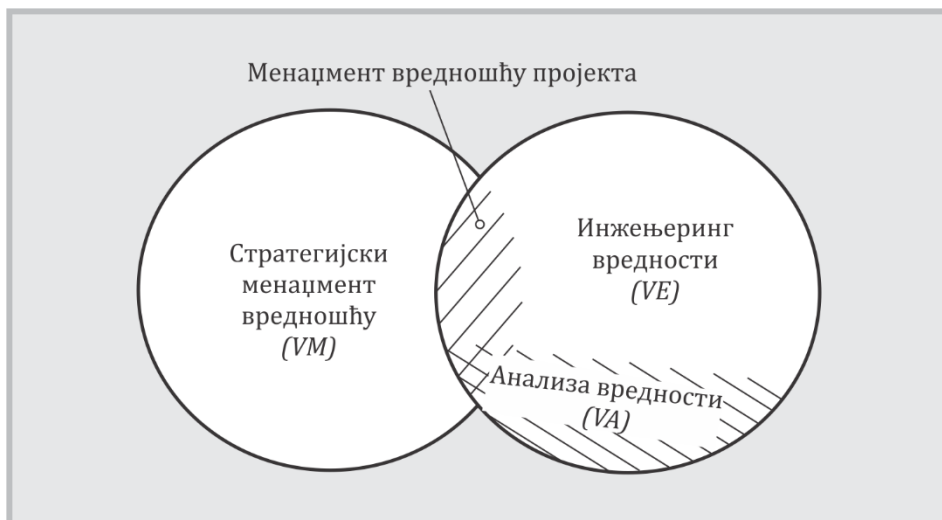 Менаџмент вредношћу пројекта
Стратегијски
менаџмент
вредношћу
(VM)
Инжењеринг
вредности
(VE)
Анализа вредности
(VA)